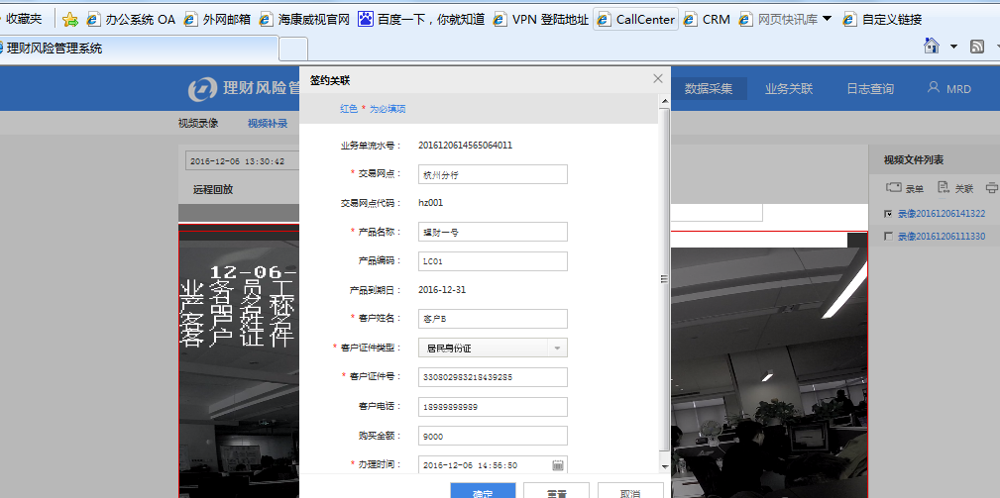 收藏夹 办公系统 OA 外网邮箱 海康威视官网 百度一下，你就知道 VPN 登陆地址 CallCenter CRM 网页快讯库 自定义链接
理财风险管理系统
理财风险管 数据采集 业务关联 日志查询 MRD
视频录像 视频补录
2016-12-06 13:30:42
远程回放
签约关联
红色 * 为必填项
业务单流水号： 2016120614565064011
* 交易网点： 杭州分行
交易网点代码： hz001
* 产品名称： 理财一号
产品编码： LC01
产品到期日： 2016-12-31
* 客户姓名： 客户B
* 客户证件类型： 居民身份证
* 客户证件号： 330802983218439285
客户电话： 18989898989
购买金额： 9000
* 办理时间： 2016-12-06 14:56:50
确定 重置 取消
视频文件列表
录单 关联
录像20161206141322
录像20161206111330
12-06-
业务员工
产品名称
客户姓名
客户证件